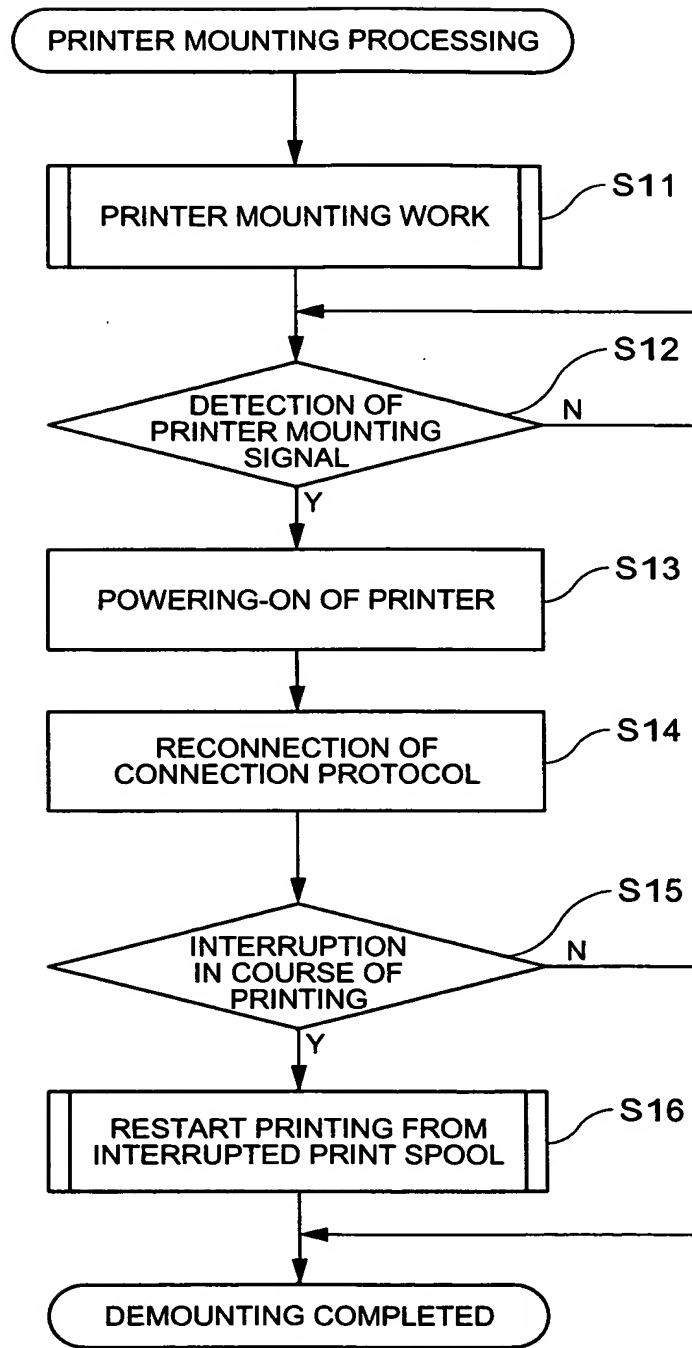 PRINTER MOUNTING PROCESSING
S11
PRINTER MOUNTING WORK
S12
DETECTION OF
PRINTER MOUNTING
SIGNAL
N
Y
S13
POWERING-ON OF PRINTER
S14
RECONNECTION OF
CONNECTION PROTOCOL
S15
INTERRUPTION
IN COURSE OF
PRINTING
N
Y
S16
RESTART PRINTING FROM
INTERRUPTED PRINT SPOOL
DEMOUNTING COMPLETED